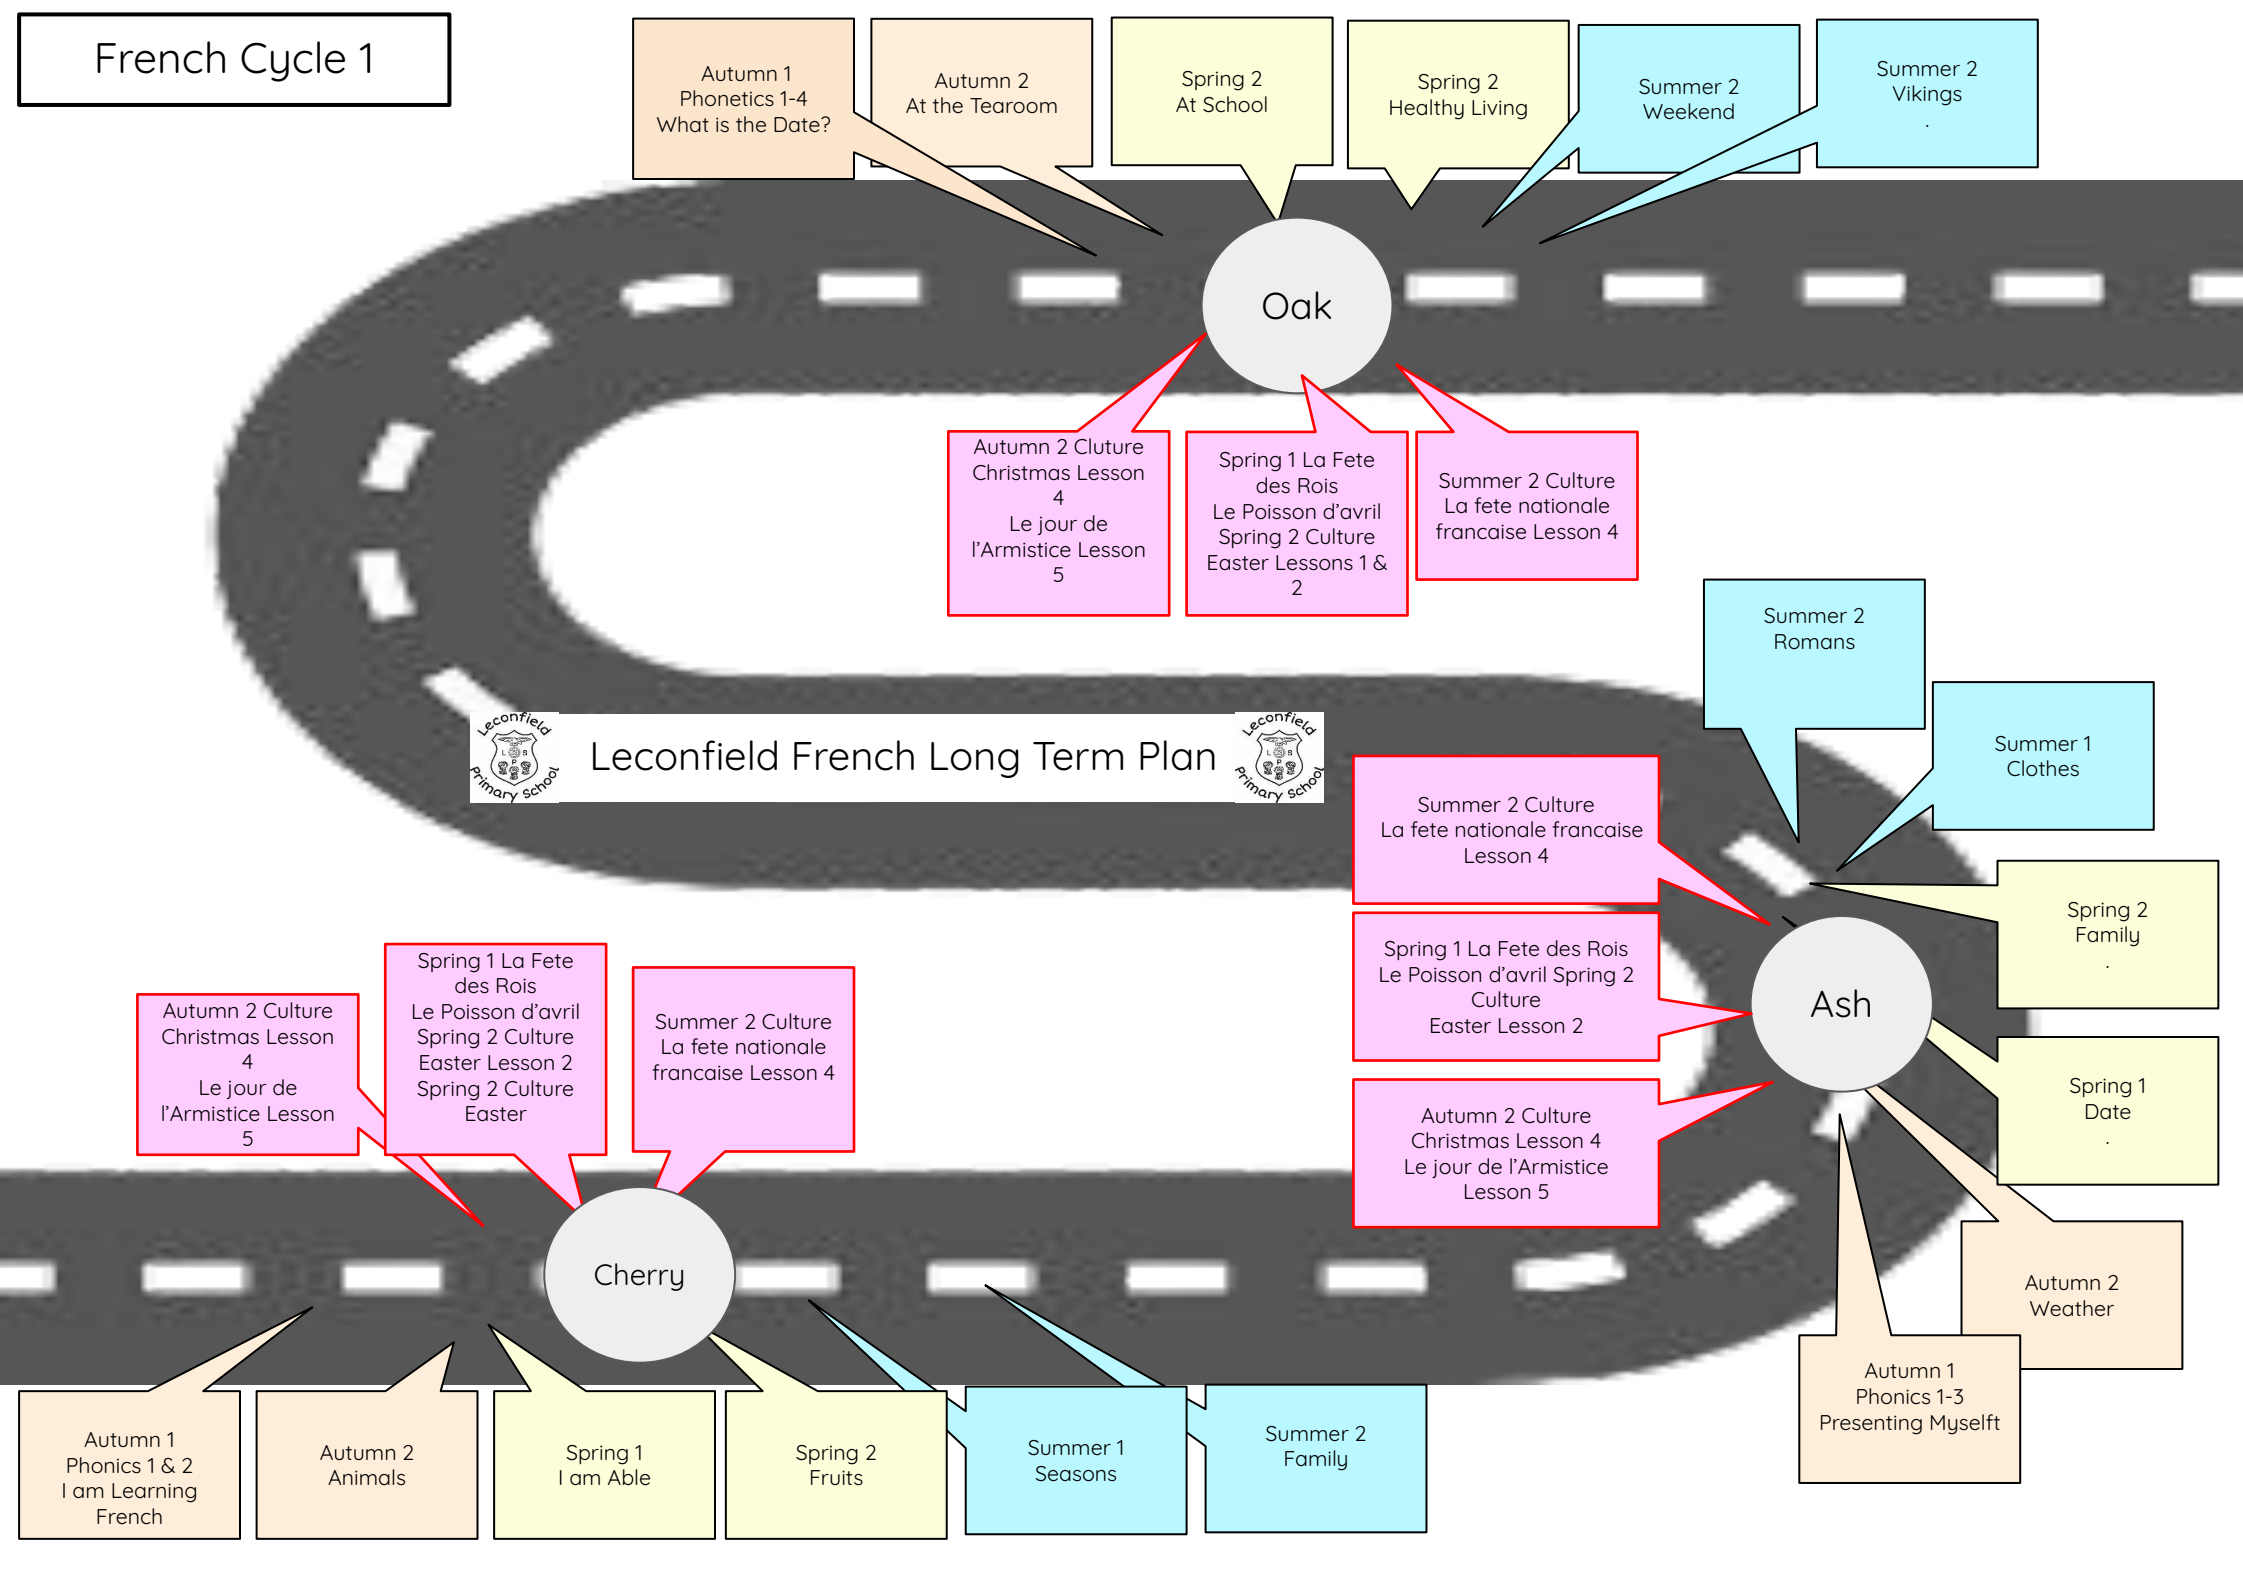 French Cycle 1
Autumn 1
Phonetics 1-4
What is the Date?
Autumn 2
At the Tearoom
Spring 2
At School
Spring 2
Healthy Living
Summer 2
Weekend
Summer 2
Vikings
.
Oak
Autumn 2 Cluture
Christmas Lesson
4
Le jour de
l’Armistice Lesson
5
Spring 1 La Fete
des Rois
Le Poisson d’avril
Spring 2 Culture
Easter Lessons 1 &
2
Summer 2 Culture
La fete nationale
francaise Lesson 4
Summer 2
Romans
Summer 1
Clothes
Leconfield
L S
P
Primary School
Leconfield French Long Term Plan
Leconfield
L S
P
Primary School
Summer 2 Culture
La fete nationale francaise
Lesson 4
Spring 2
Family
.
Spring 1 La Fete des Rois
Le Poisson d’avril Spring 2
Culture
Easter Lesson 2
Ash
Spring 1
Date
.
Autumn 2 Culture
Christmas Lesson 4
Le jour de l’Armistice
Lesson 5
Autumn 2
Weather
Autumn 1
Phonics 1-3
Presenting Myselft
Autumn 2 Culture
Christmas Lesson
4
Le jour de
l’Armistice Lesson
5
Spring 1 La Fete
des Rois
Le Poisson d’avril
Spring 2 Culture
Easter Lesson 2
Spring 2 Culture
Easter
Summer 2 Culture
La fete nationale
francaise Lesson 4
Cherry
Autumn 1
Phonics 1 & 2
I am Learning
French
Autumn 2
Animals
Spring 1
I am Able
Spring 2
Fruits
Summer 1
Seasons
Summer 2
Family